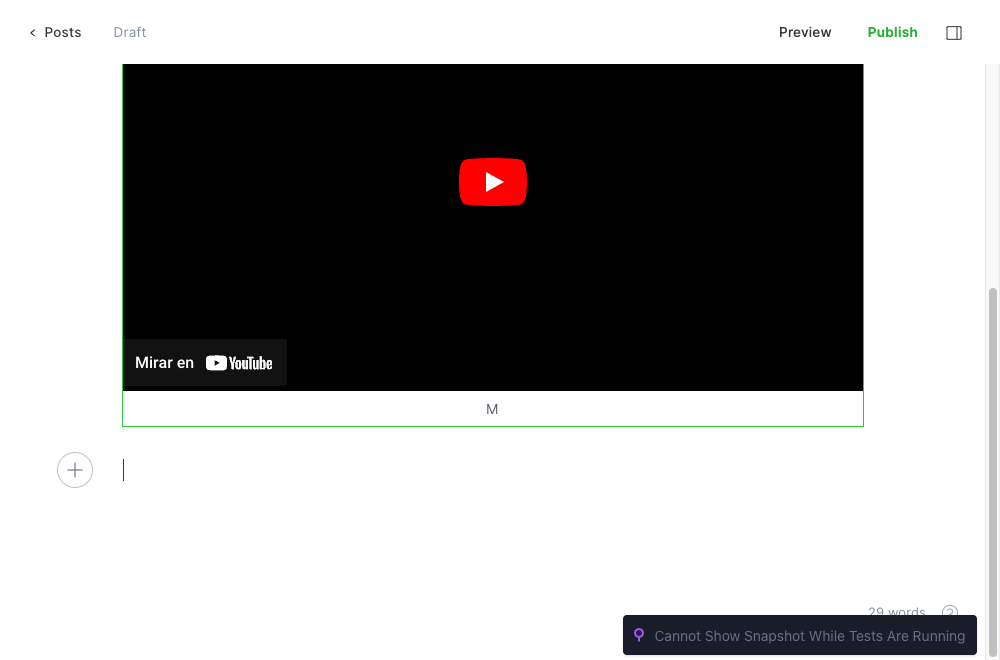 Posts
Draft
Preview
Publish
Mirar en YouTube
M
29 words
Cannot Show Snapshot While Tests Are Running